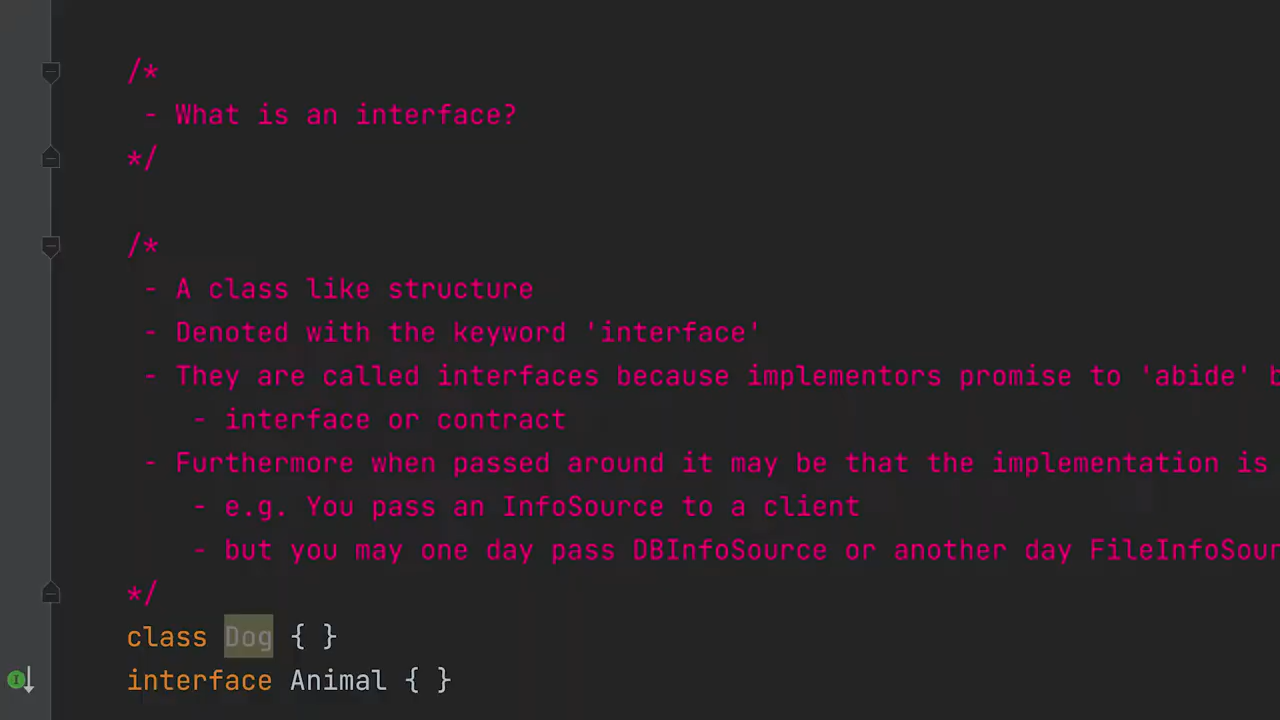 /*
- What is an interface?
*/
/*
- A class like structure
- Denoted with the keyword 'interface'
- They are called interfaces because implementors promise to 'abide'
- interface or contract
- Furthermore when passed around it may be that the implementation is
- e.g. You pass an InfoSource to a client
- but you may one day pass DBInfoSource or another day FileInfoSour
*/
class Dog { }
interface Animal { }